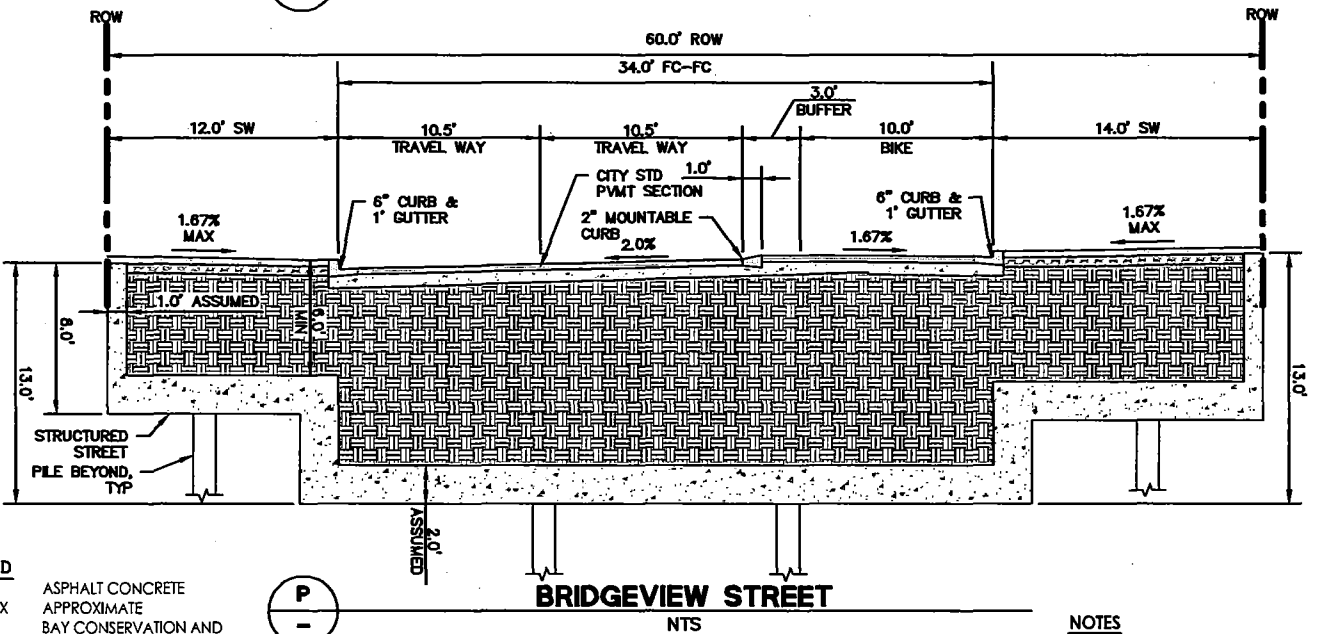 ROW
ROW
60.0' ROW
34.0' FC-FC
3.0'
BUFFER
12.0' SW
10.5'
TRAVEL WAY
10.5'
TRAVEL WAY
10.0'
BIKE
14.0' SW
CITY STD
PVMT SECTION
1.0'
6" CURB &
1' GUTTER
2" MOUNTABLE
CURB
6" CURB &
1' GUTTER
1.67%
MAX
2.0%
1.67%
1.67%
MAX
1.0' ASSUMED
6.0'
MIN
8.0'
13.0'
13.0'
STRUCTURED
STREET
PILE BEYOND,
TYP
2.0'
ASSUMED
D
ASPHALT CONCRETE
X APPROXIMATE
BAY CONSERVATION AND
P
-
BRIDGEVIEW STREET
NTS
NOTES